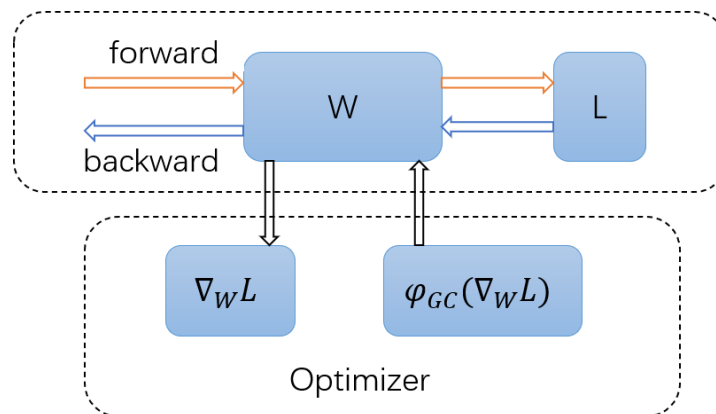 forward
W
L
backward
∇_W L
φ_GC(∇_W L)
Optimizer